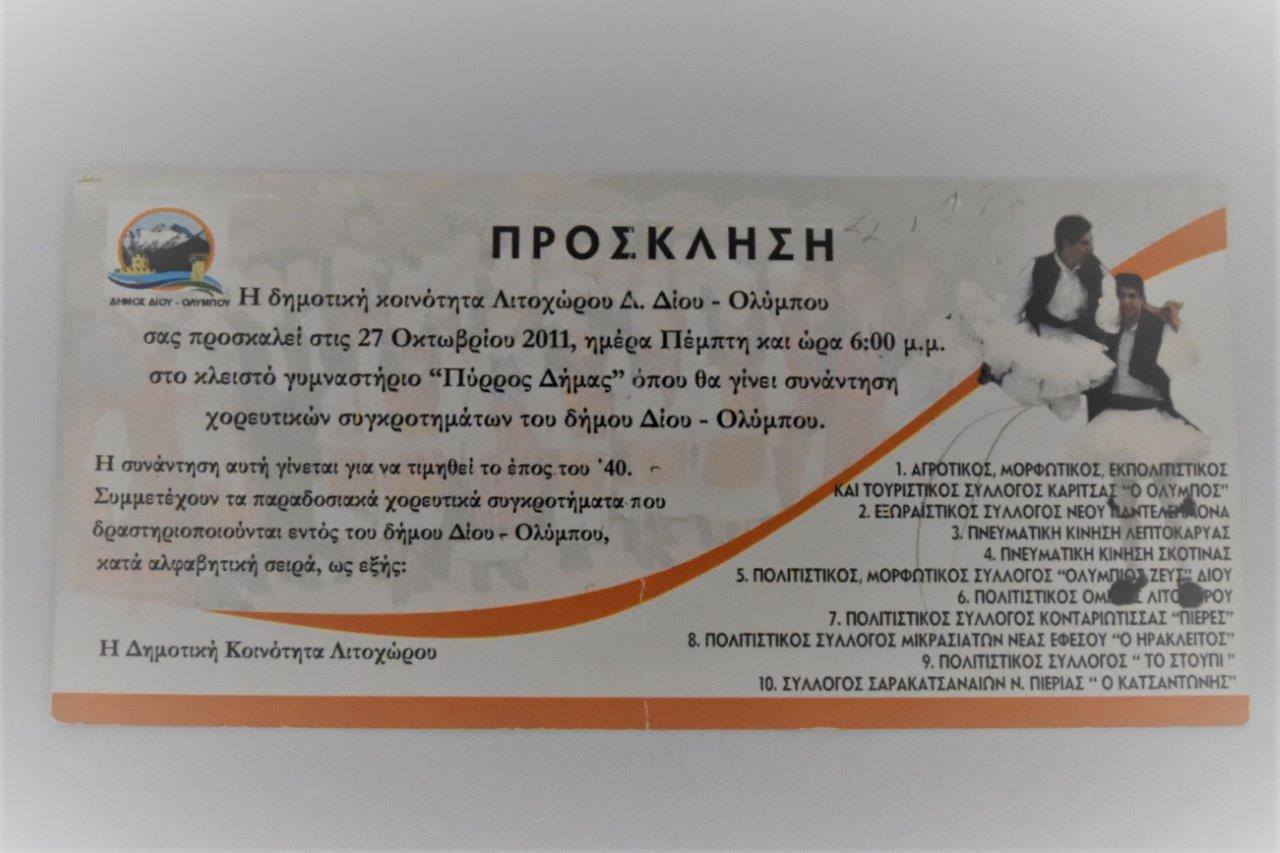 ΠΡΟΣΚΛΗΣΗ
ΔΗΜΟΣ ΔΙΟΥ - ΟΛΥΜΠΟΥ
Η δημοτική κοινότητα Λιτοχώρου Δ. Δίου - Ολύμπου
σας προσκαλεί στις 27 Οκτωβρίου 2011, ημέρα Πέμπτη και ώρα 6:00 μ.μ.
στο κλειστό γυμναστήριο “Πύρρος Δήμας” όπου θα γίνει συνάντηση
χορευτικών συγκροτημάτων του δήμου Δίου - Ολύμπου.
Η συνάντηση αυτή γίνεται για να τιμηθεί το έπος του '40.
Συμμετέχουν τα παραδοσιακά χορευτικά συγκροτήματα που
δραστηριοποιούνται εντός του δήμου Δίου - Ολύμπου,
κατά αλφαβητική σειρά, ως εξής:
Η Δημοτική Κοινότητα Λιτοχώρου
1. ΑΓΡΟΤΙΚΟΣ, ΜΟΡΦΩΤΙΚΟΣ, ΕΚΠΟΛΙΤΙΣΤΙΚΟΣ
ΚΑΙ ΤΟΥΡΙΣΤΙΚΟΣ ΣΥΛΛΟΓΟΣ ΚΑΡΙΤΣΑΣ “Ο ΟΛΥΜΠΟΣ”
2. ΕΞΩΡΑΪΣΤΙΚΟΣ ΣΥΛΛΟΓΟΣ ΝΕΟΥ ΠΑΝΤΕΛΕΗΜΟΝΑ
3. ΠΝΕΥΜΑΤΙΚΗ ΚΙΝΗΣΗ ΛΕΠΤΟΚΑΡΥΑΣ
4. ΠΝΕΥΜΑΤΙΚΗ ΚΙΝΗΣΗ ΣΚΟΤΙΝΑΣ
5. ΠΟΛΙΤΙΣΤΙΚΟΣ, ΜΟΡΦΩΤΙΚΟΣ ΣΥΛΛΟΓΟΣ “ΟΛΥΜΠΙΟΣ ΖΕΥΣ” ΔΙΟΥ
6. ΠΟΛΙΤΙΣΤΙΚΟΣ ΟΜΙΛΟΣ ΛΙΤΟΧΩΡΟΥ
7. ΠΟΛΙΤΙΣΤΙΚΟΣ ΣΥΛΛΟΓΟΣ ΚΟΝΤΑΡΙΩΤΙΣΣΑΣ “ΠΙΕΡΕΣ”
8. ΠΟΛΙΤΙΣΤΙΚΟΣ ΣΥΛΛΟΓΟΣ ΜΙΚΡΑΣΙΑΤΩΝ ΝΕΑΣ ΕΦΕΣΟΥ “Ο ΗΡΑΚΛΕΙΤΟΣ”
9. ΠΟΛΙΤΙΣΤΙΚΟΣ ΣΥΛΛΟΓΟΣ “ ΤΟ ΣΤΟΥΠΙ ”
10. ΣΥΛΛΟΓΟΣ ΣΑΡΑΚΑΤΣΑΝΑΙΩΝ Ν. ΠΙΕΡΙΑΣ “ Ο ΚΑΤΣΑΝΤΩΝΗΣ”